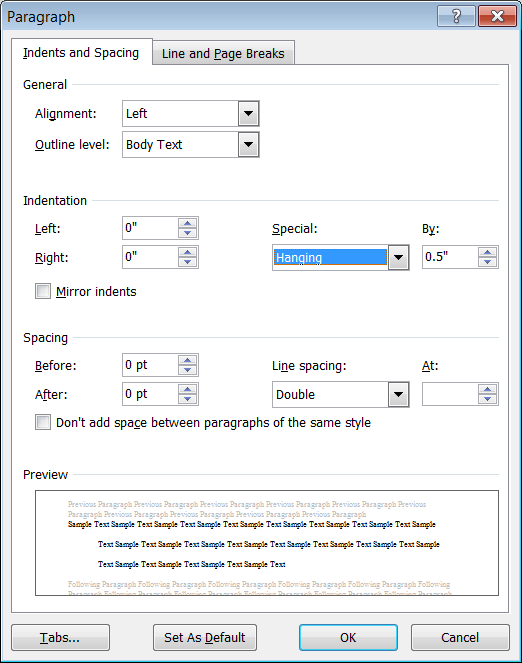 Paragraph
Indents and Spacing Line and Page Breaks
General
Alignment: Left
Outline level: Body Text
Indentation
Left: 0" Special: By:
Right: 0" Hanging 0.5"
Mirror indents
Spacing
Before: 0 pt Line spacing: At:
After: 0 pt Double
Don't add space between paragraphs of the same style
Preview
Previous Paragraph Previous Paragraph Previous Paragraph Previous Paragraph Previous Paragraph Previous
Paragraph Previous Paragraph Previous Paragraph Previous Paragraph Previous Paragraph
Sample Text Sample Text Sample Text Sample Text Sample Text Sample Text Sample Text Sample Text Sample
Text Sample Text Sample Text Sample Text Sample Text Sample Text Sample Text Sample Text Sample
Text Sample Text Sample Text Sample Text Sample Text
Following Paragraph Following Paragraph Following Paragraph Following Paragraph Following Paragraph
Following Paragraph Following Paragraph Following Paragraph Following Paragraph Following Paragraph
Tabs... Set As Default OK Cancel